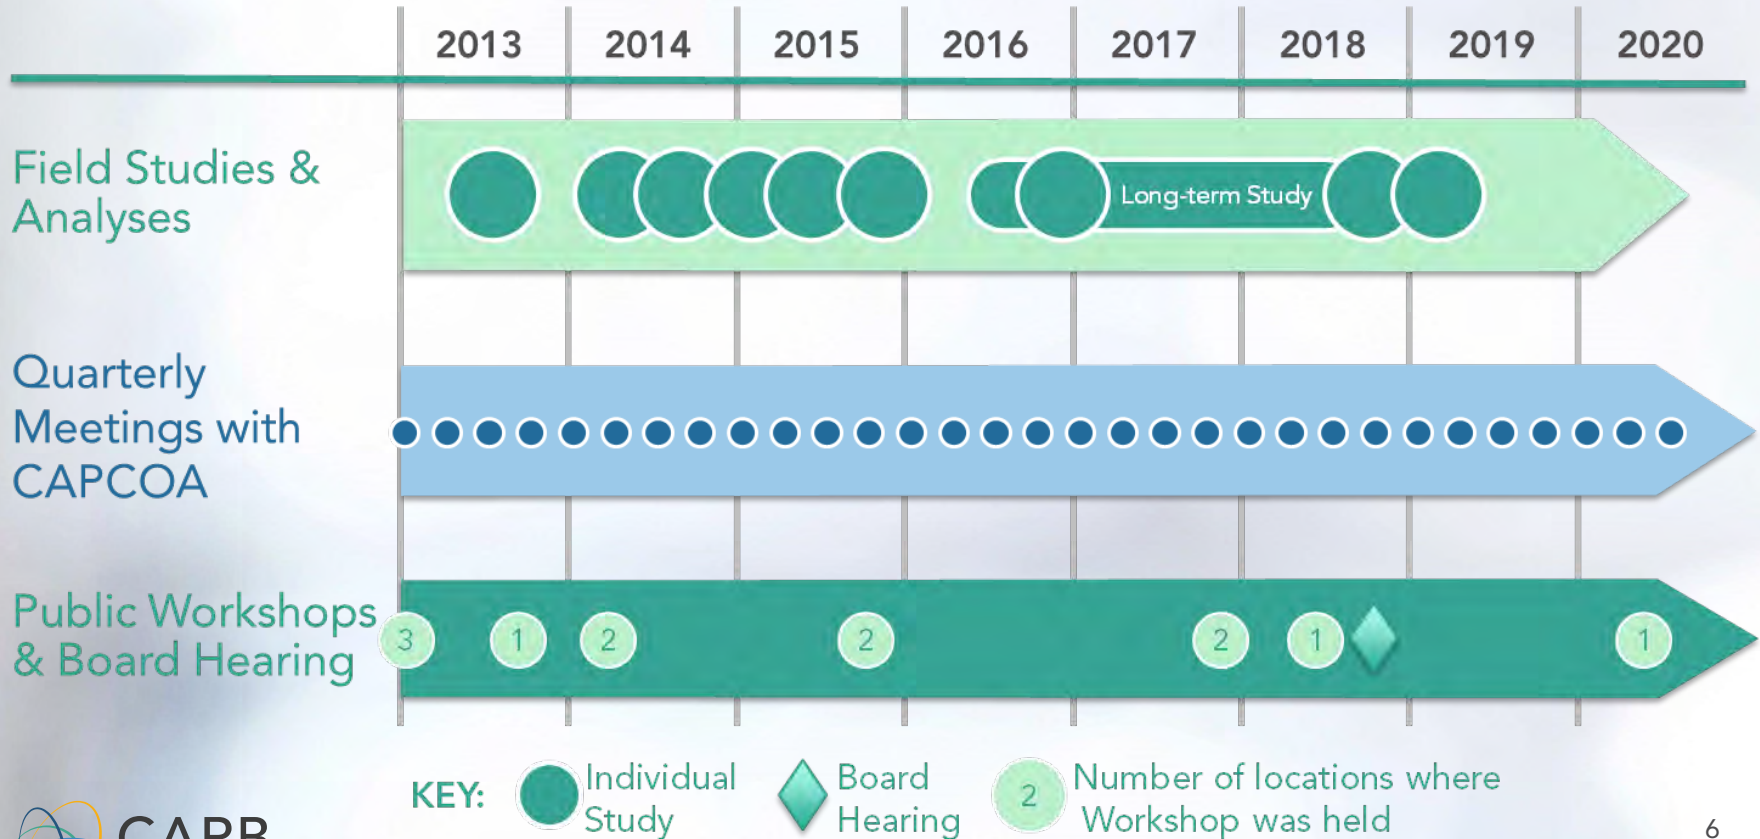 2013 2014 2015 2016 2017 2018 2019 2020
Field Studies &
Analyses
Long-term Study
Quarterly
Meetings with
CAPCOA
Public Workshops
& Board Hearing
3 1 2 2 2 1 1
KEY:
Individual
Study
Board
Hearing
2
Number of locations where
Workshop was held
CARB
6